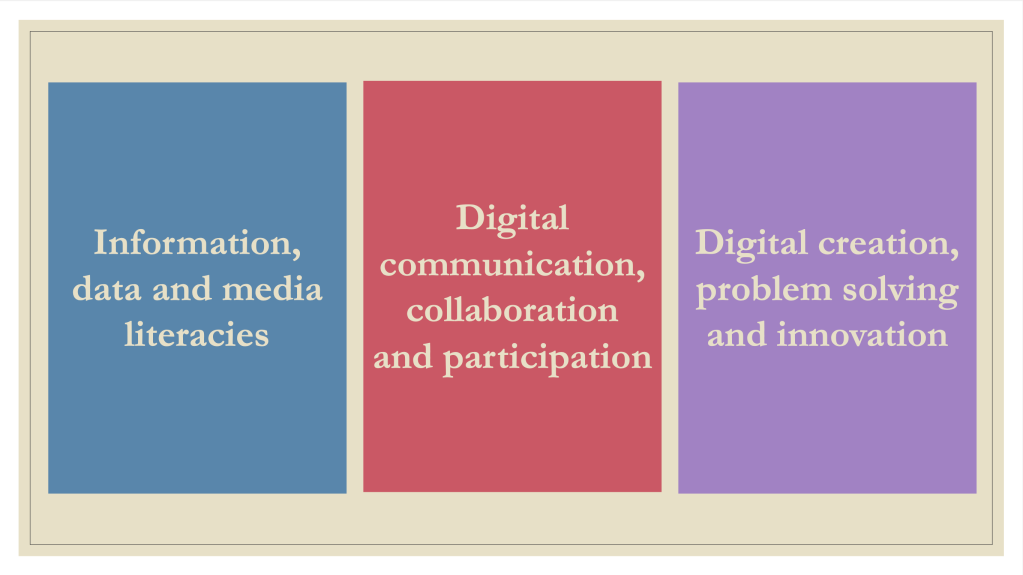 Information,
data and media
literacies
Digital
communication,
collaboration
and participation
Digital creation,
problem solving
and innovation